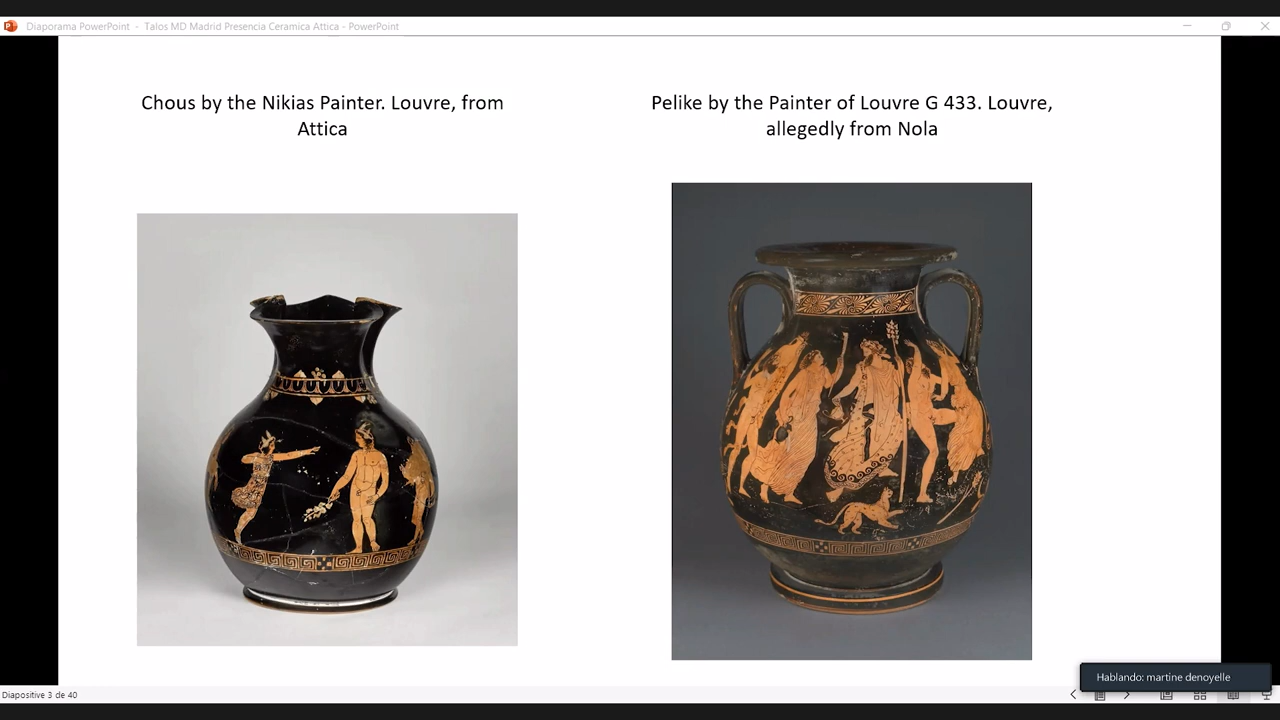 Diaporama PowerPoint - Talos MD Madrid Presencia Ceramica Attica - PowerPoint
Chous by the Nikias Painter. Louvre, from
Attica
Pelike by the Painter of Louvre G 433. Louvre,
allegedly from Nola
Hablando: martine denoyelle
Diapositive 3 de 40